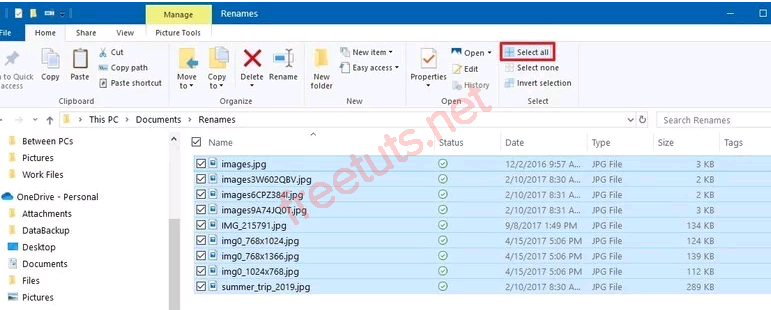 Manage Renames
File Home Share View Picture Tools
Cut New item Open Select all
Copy path Easy access Edit Select none
Paste shortcut History Invert selection
Copy Paste Move to Copy to Delete Rename New folder Properties
Clipboard Organize New Open Select
This PC Documents Renames Search Renames
Name Status Date Type Size Tags
Between PCs
Pictures
Work Files
OneDrive - Personal
Attachments
DataBackup
Desktop
Documents
Files
Pictures
images.jpg 12/2/2016 9:57 A... JPG File 3 KB
images3W602QBV.jpg 2/10/2017 8:30 A... JPG File 2 KB
images6CPZ384I.jpg 2/10/2017 8:31 A... JPG File 2 KB
images9A74JQ0T.jpg 2/10/2017 8:31 A... JPG File 3 KB
IMG_215791.jpg 9/8/2017 1:49 PM JPG File 134 KB
img0_768x1024.jpg 4/15/2017 5:06 PM JPG File 124 KB
img0_768x1366.jpg 4/15/2017 5:06 PM JPG File 139 KB
img0_1024x768.jpg 4/15/2017 5:06 PM JPG File 112 KB
summer_trip_2019.jpg 2/10/2017 8:30 A... JPG File 289 KB
freetuts.net